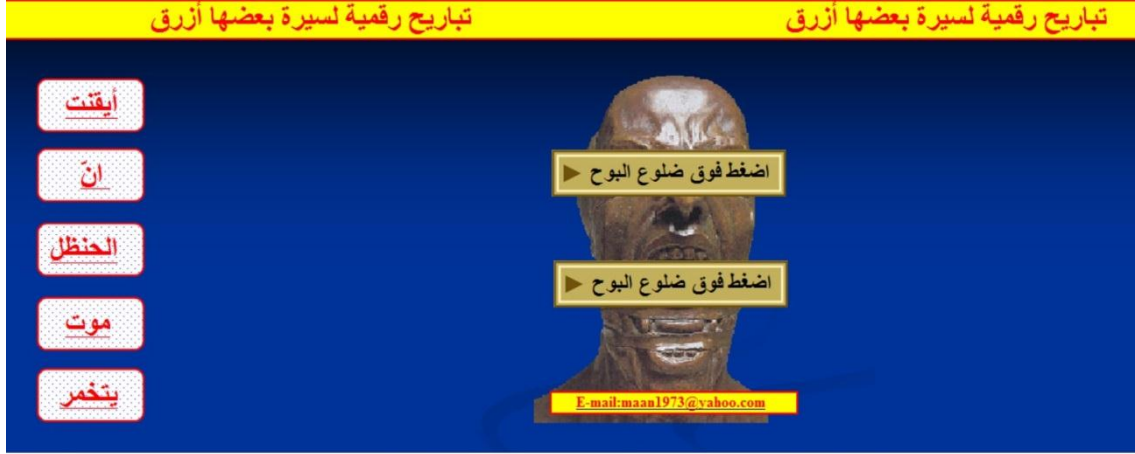 تباريح رقمية لسيرة بعضها أزرق
تباريح رقمية لسيرة بعضها أزرق
أيقنت
انّ
الحنظل
موت
يتخمر
اضغط فوق ضلوع البوح
اضغط فوق ضلوع البوح
E-mail:maan1973@yahoo.com